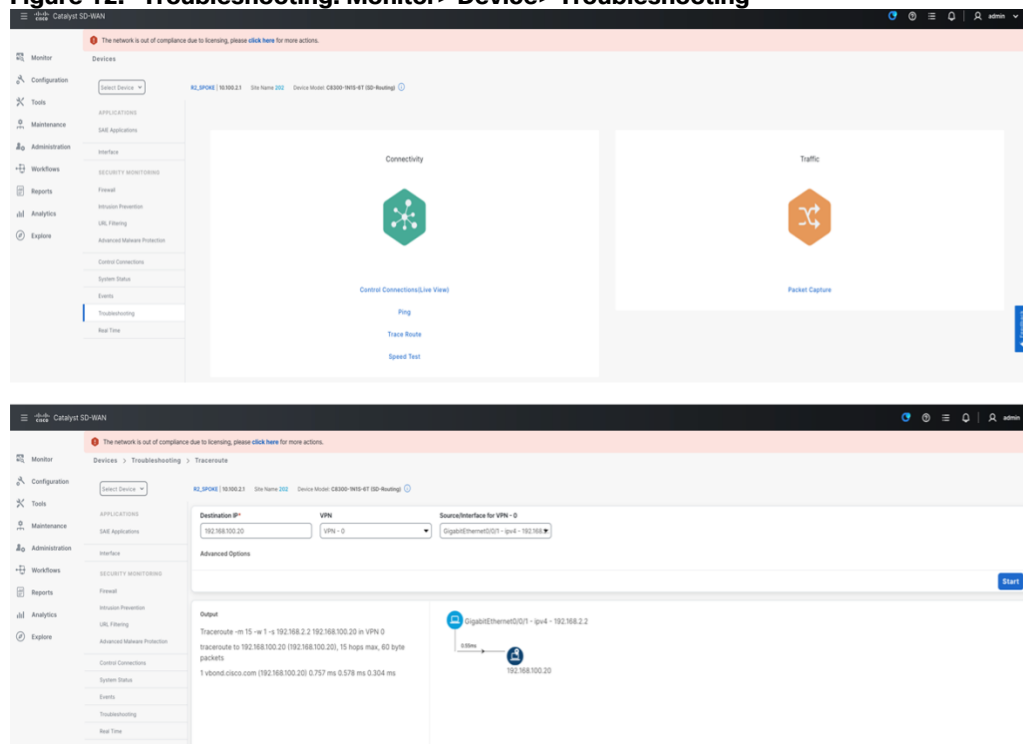 Figure 12. Troubleshooting: Monitor> Device> Troubleshooting
Catalyst SD-WAN
admin
The network is out of compliance due to licensing, please click here for more actions.
Monitor
Configuration
Tools
Maintenance
Administration
Workflows
Reports
Analytics
Explore
Devices
Select Device
R2_SPOKE | 10.100.2.1 Site Name 202 Device Model: C8300-1N1S-6T (SD-Routing)
APPLICATIONS
SAIE Applications
Interface
SECURITY MONITORING
Firewall
Intrusion Prevention
URL Filtering
Advanced Malware Protection
Control Connections
System Status
Events
Troubleshooting
Real Time
Connectivity
Control Connections(Live View)
Ping
Trace Route
Speed Test
Traffic
Packet Capture
Catalyst SD-WAN
admin
The network is out of compliance due to licensing, please click here for more actions.
Monitor
Configuration
Tools
Maintenance
Administration
Workflows
Reports
Analytics
Explore
Devices > Troubleshooting > Traceroute
Select Device
R2_SPOKE | 10.100.2.1 Site Name 202 Device Model: C8300-1N1S-6T (SD-Routing)
APPLICATIONS
SAIE Applications
Interface
SECURITY MONITORING
Firewall
Intrusion Prevention
URL Filtering
Advanced Malware Protection
Control Connections
System Status
Events
Troubleshooting
Real Time
Destination IP* VPN Source/Interface for VPN - 0
192.168.100.20 VPN - 0 GigabitEthernet0/0/1 - ipv4 - 192.168.
Advanced Options
Start
Output
Traceroute -m 15 -w 1 -s 192.168.2.2 192.168.100.20 in VPN 0
traceroute to 192.168.100.20 (192.168.100.20), 15 hops max, 60 byte
packets
1 vbond.cisco.com (192.168.100.20) 0.757 ms 0.578 ms 0.304 ms
GigabitEthernet0/0/1 - ipv4 - 192.168.2.2
192.168.100.20